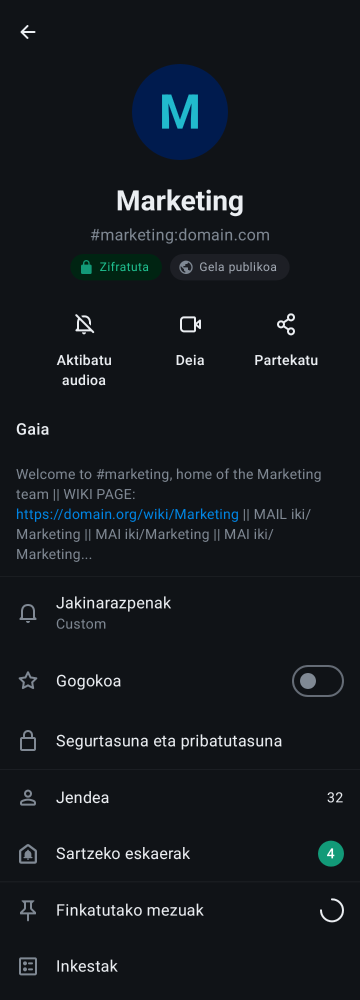 M
Marketing
#marketing:domain.com
Zifratuta
Gela publikoa
Aktibatu
audioa
Deia
Partekatu
Gaia
Welcome to #marketing, home of the Marketing
team || WIKI PAGE:
https://domain.org/wiki/Marketing || MAIL iki/
Marketing || MAI iki/Marketing || MAI iki/
Marketing...
Jakinarazpenak
Custom
Gogokoa
Segurtasuna eta pribatutasuna
Jendea 32
Sartzeko eskaerak 4
Finkatutako mezuak
Inkestak